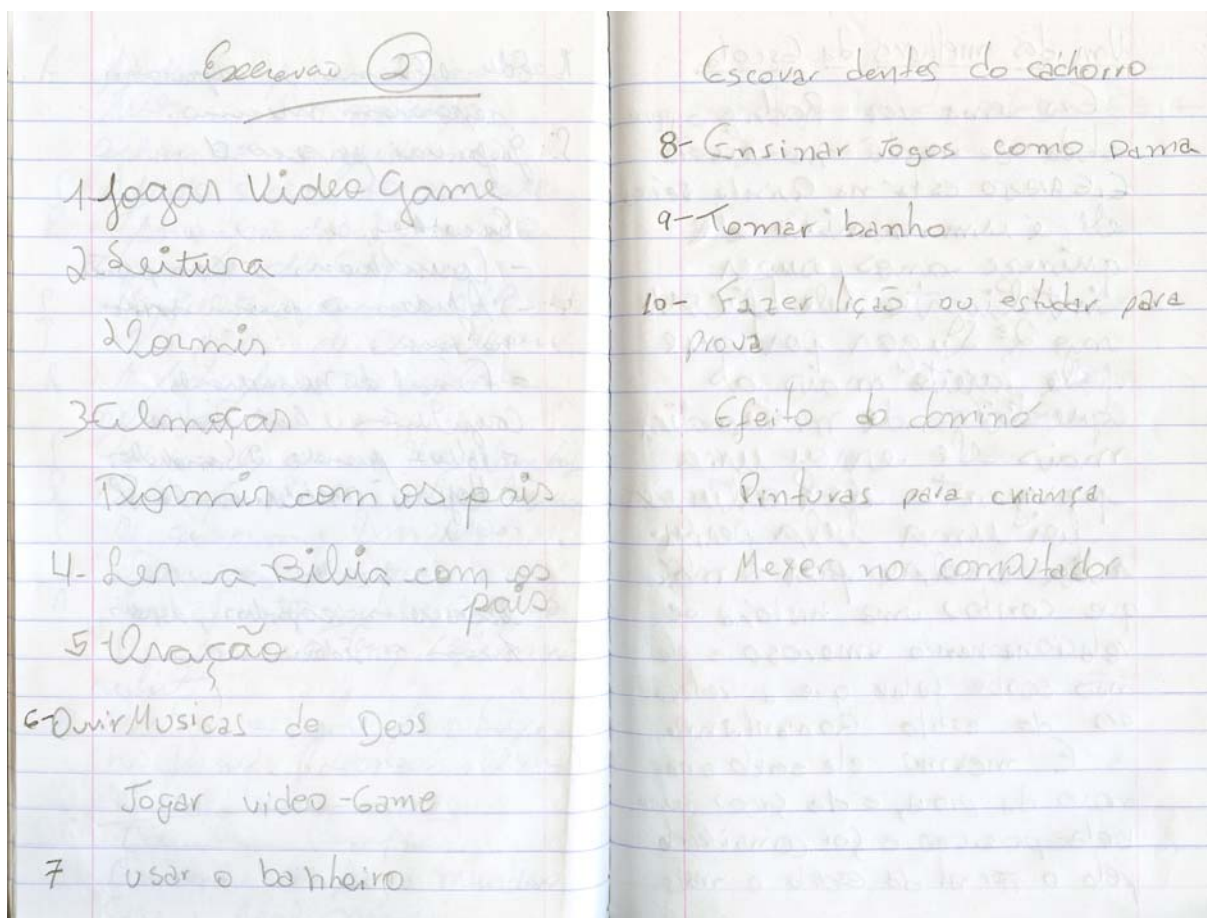 2
1-Jogar Video Game
2-Leitura
Dormir
3-Almoçar
Dormir com os pais
4- Ler a Bilia com os
pais
5-Oração
6-Ouvir Musicas de Deus
Jogar video-Game
7 usar o banheiro
Escovar dentes do cachorro
8- Ensinar Jogos como Dama
9-Tomar banho
10- Fazer lição ou estudar para
prova
Efeito do dominó
Pinturas para criança
Mexer no computador